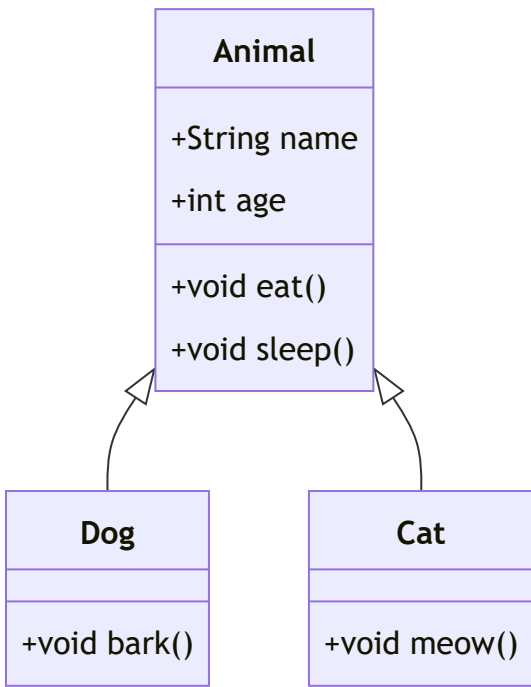 Animal
+String name
+int age
+void eat()
+void sleep()
Dog
+void bark()
Cat
+void meow()